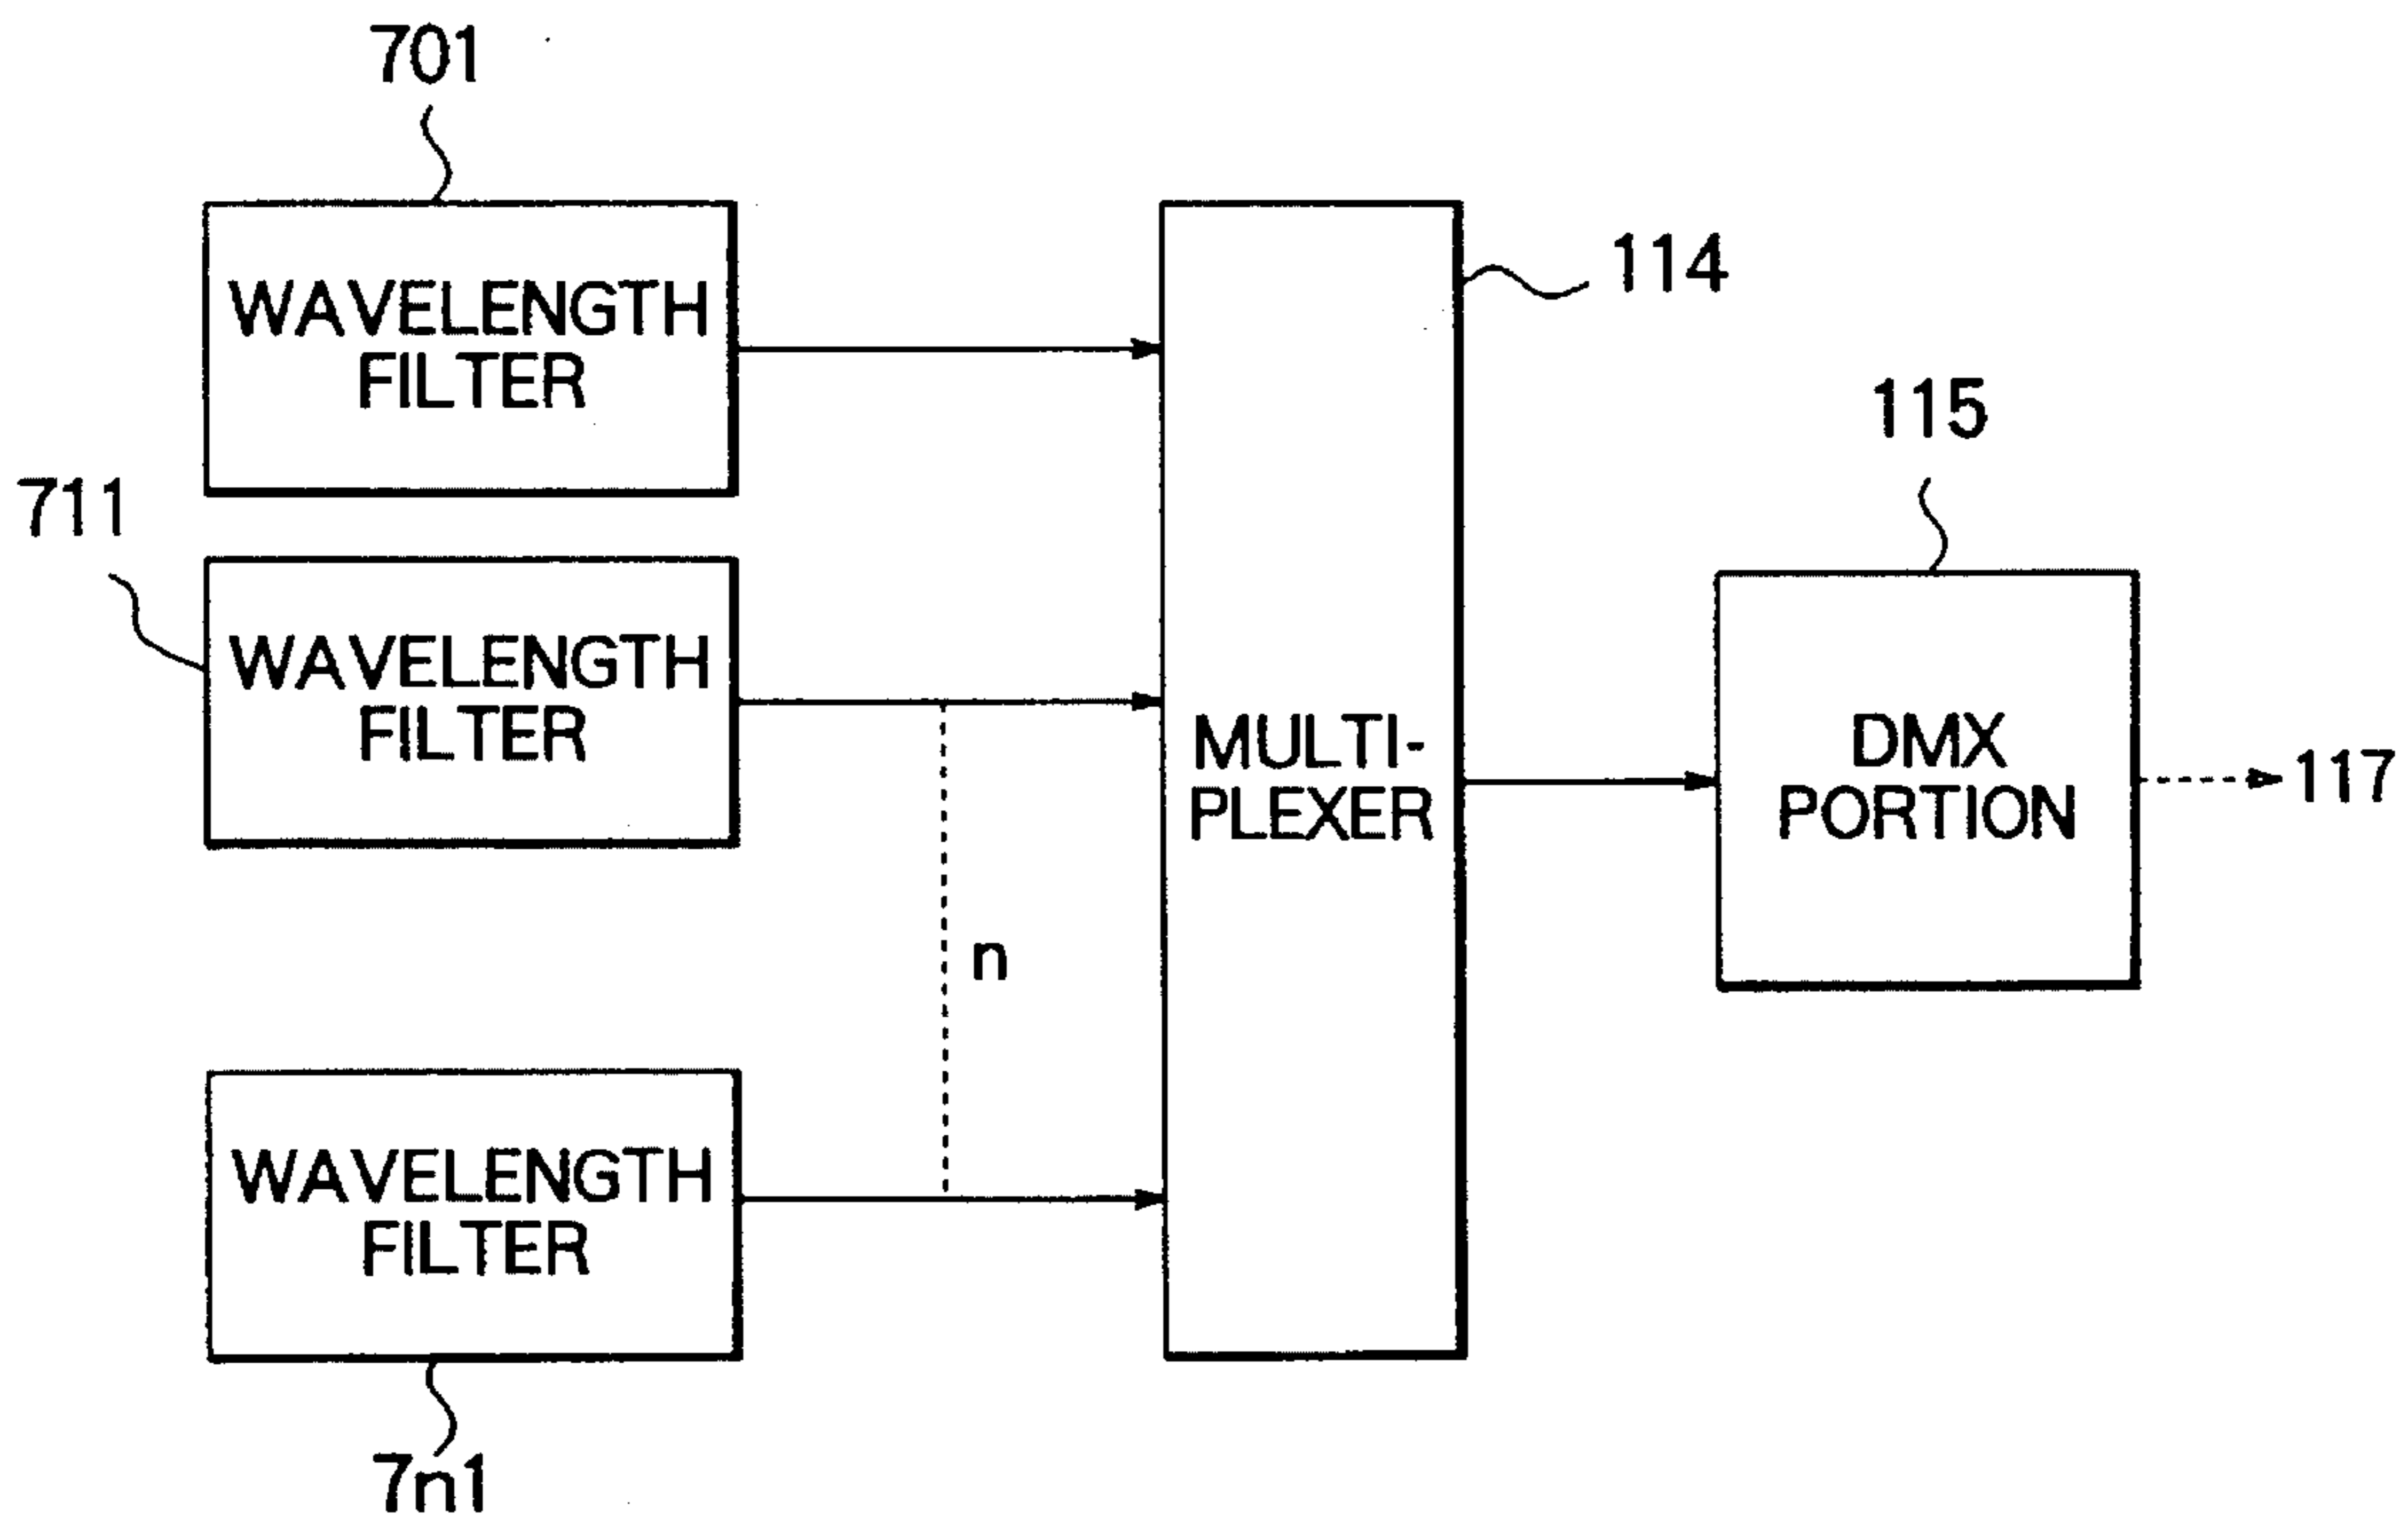 701
WAVELENGTH
FILTER
114
115
711
WAVELENGTH
FILTER
MULTI-
PLEXER
DMX
PORTION
117
n
WAVELENGTH
FILTER
7n1